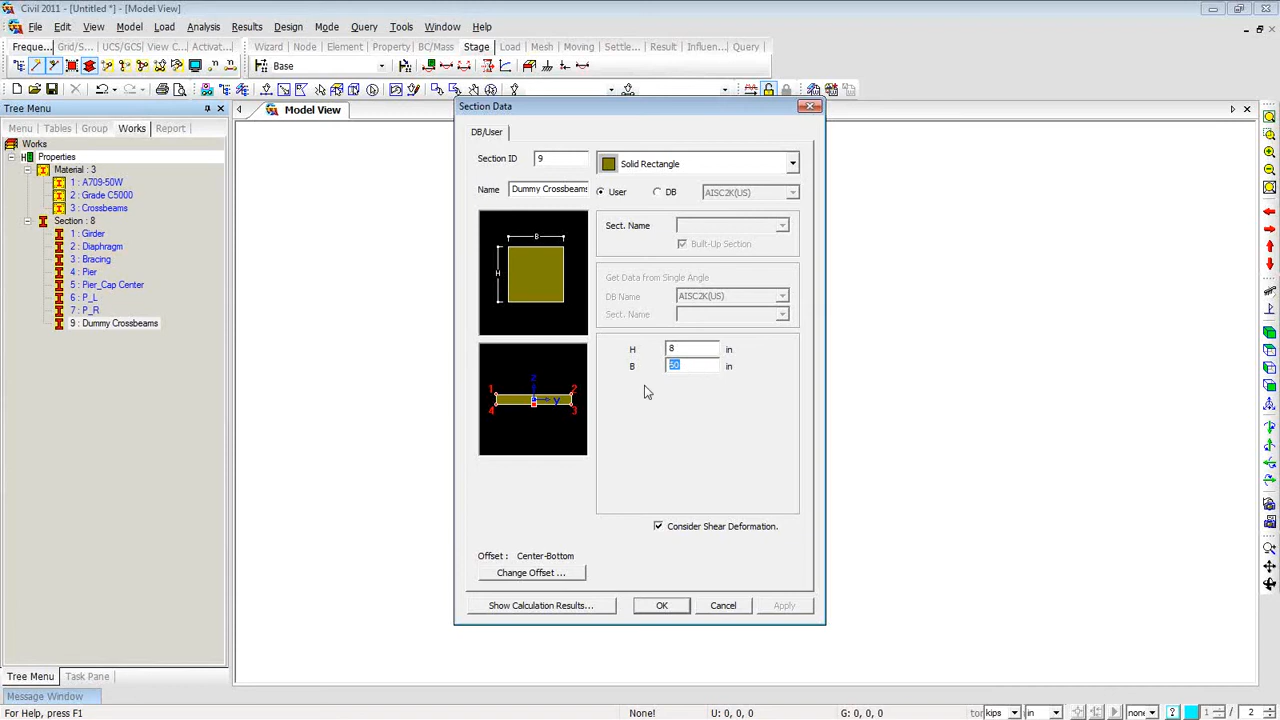 Civil 2011 - [Untitled *] - [Model View]
File Edit View Model Load Analysis Results Design Mode Query Tools Window Help
Freque... Grid/S... UCS/GCS View C... Activat... Wizard Node Element Property BC/Mass Stage Load Mesh Moving Settle... Result Influen... Query
Base
Tree Menu
Model View
Menu Tables Group Works Report
Works
Properties
Material : 3
1 : A709-50W
2 : Grade C5000
3 : Crossbeams
Section : 8
1 : Girder
2 : Diaphragm
3 : Bracing
4 : Pier
5 : Pier_Cap Center
6 : P_L
7 : P_R
9 : Dummy Crossbeams
Section Data
DB/User
Section ID 9 Solid Rectangle
Name Dummy Crossbeams User DB AISC2K(US)
Sect. Name
Built-Up Section
B
H
Get Data from Single Angle
DB Name AISC2K(US)
Sect. Name
H 8 in
B 50 in
1 z 2
4 y 3
Consider Shear Deformation.
Offset : Center-Bottom
Change Offset ...
Show Calculation Results... OK Cancel Apply
Tree Menu Task Pane
Message Window
For Help, press F1 None! U: 0, 0, 0 G: 0, 0, 0 kips in none 1 / 2